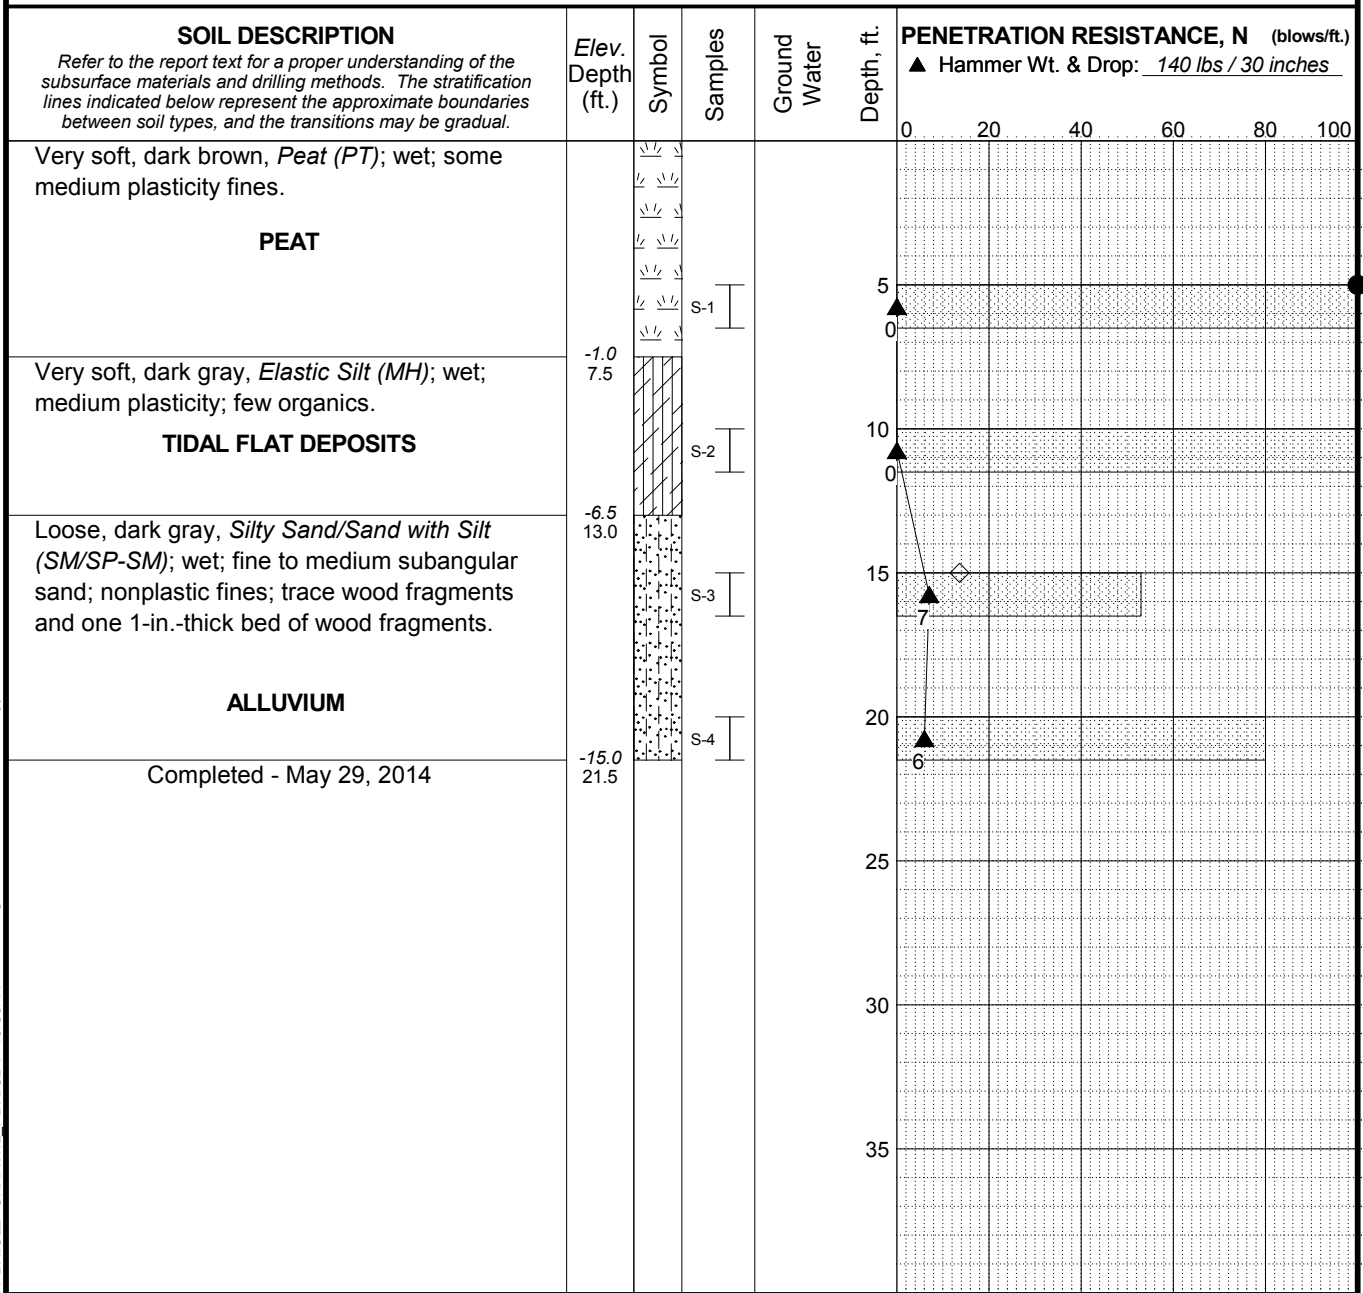 SOIL DESCRIPTION
Refer to the report text for a proper understanding of the
subsurface materials and drilling methods. The stratification
lines indicated below represent the approximate boundaries
between soil types, and the transitions may be gradual.
Elev.
Depth
(ft.)
Symbol
Samples
Ground
Water
Depth, ft.
PENETRATION RESISTANCE, N (blows/ft.)
▲ Hammer Wt. & Drop: 140 lbs / 30 inches
0 20 40 60 80 100
Very soft, dark brown, Peat (PT); wet; some
medium plasticity fines.
PEAT
S-1
5
0
-1.0
7.5
Very soft, dark gray, Elastic Silt (MH); wet;
medium plasticity; few organics.
TIDAL FLAT DEPOSITS
S-2
10
0
-6.5
13.0
Loose, dark gray, Silty Sand/Sand with Silt
(SM/SP-SM); wet; fine to medium subangular
sand; nonplastic fines; trace wood fragments
and one 1-in.-thick bed of wood fragments.
S-3
15
7
ALLUVIUM
S-4
20
6
-15.0
21.5
Completed - May 29, 2014
25
30
35